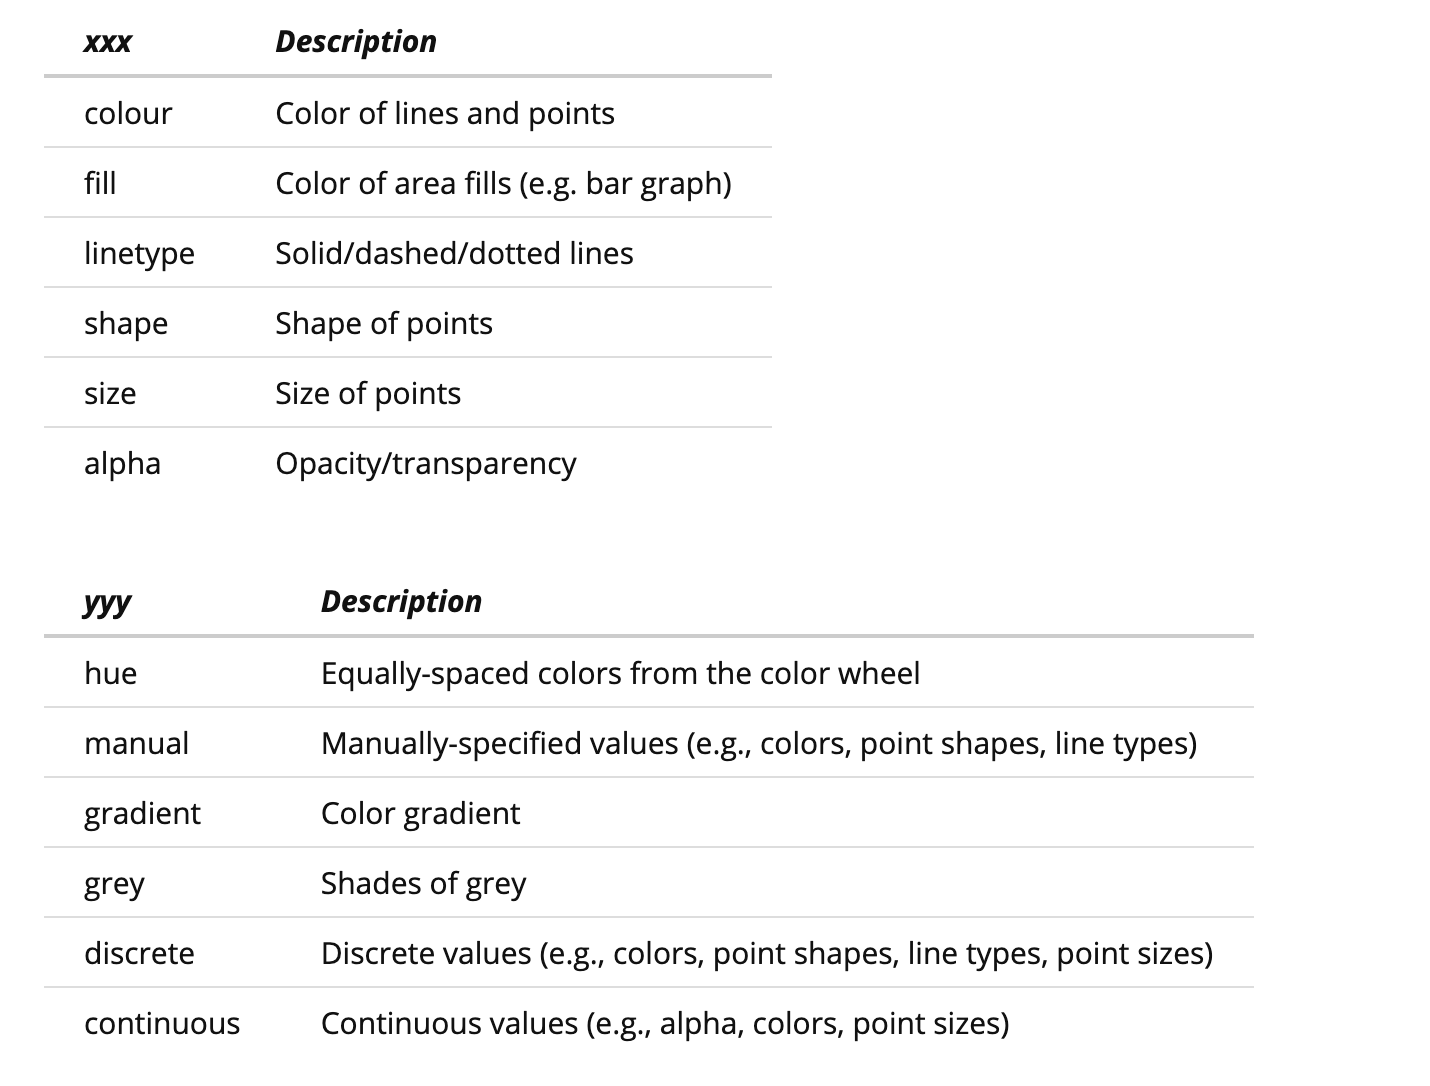 xxx Description
colour Color of lines and points
fill Color of area fills (e.g. bar graph)
linetype Solid/dashed/dotted lines
shape Shape of points
size Size of points
alpha Opacity/transparency
yyy Description
hue Equally-spaced colors from the color wheel
manual Manually-specified values (e.g., colors, point shapes, line types)
gradient Color gradient
grey Shades of grey
discrete Discrete values (e.g., colors, point shapes, line types, point sizes)
continuous Continuous values (e.g., alpha, colors, point sizes)